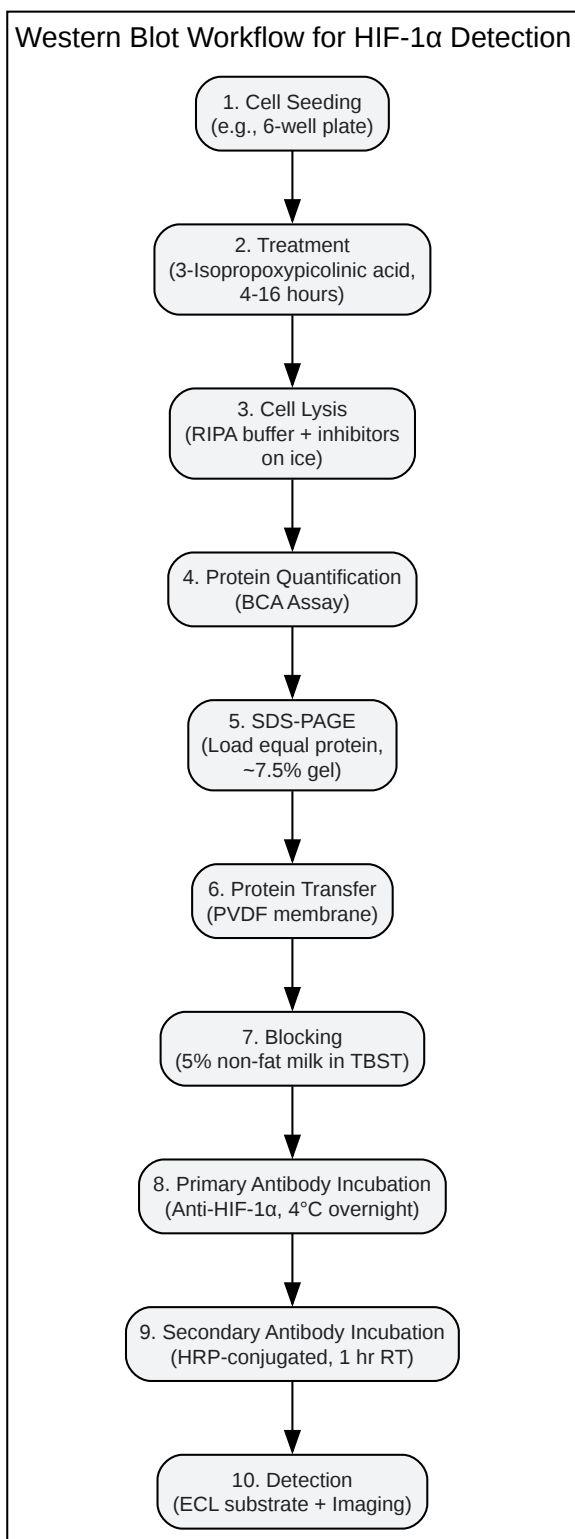 Western Blot Workflow for HIF-1α Detection
1. Cell Seeding
(e.g., 6-well plate)
2. Treatment
(3-Isopropoxypicolinic acid,
4-16 hours)
3. Cell Lysis
(RIPA buffer + inhibitors
on ice)
4. Protein Quantification
(BCA Assay)
5. SDS-PAGE
(Load equal protein,
~7.5% gel)
6. Protein Transfer
(PVDF membrane)
7. Blocking
(5% non-fat milk in TBST)
8. Primary Antibody Incubation
(Anti-HIF-1α, 4°C overnight)
9. Secondary Antibody Incubation
(HRP-conjugated, 1 hr RT)
10. Detection
(ECL substrate + Imaging)